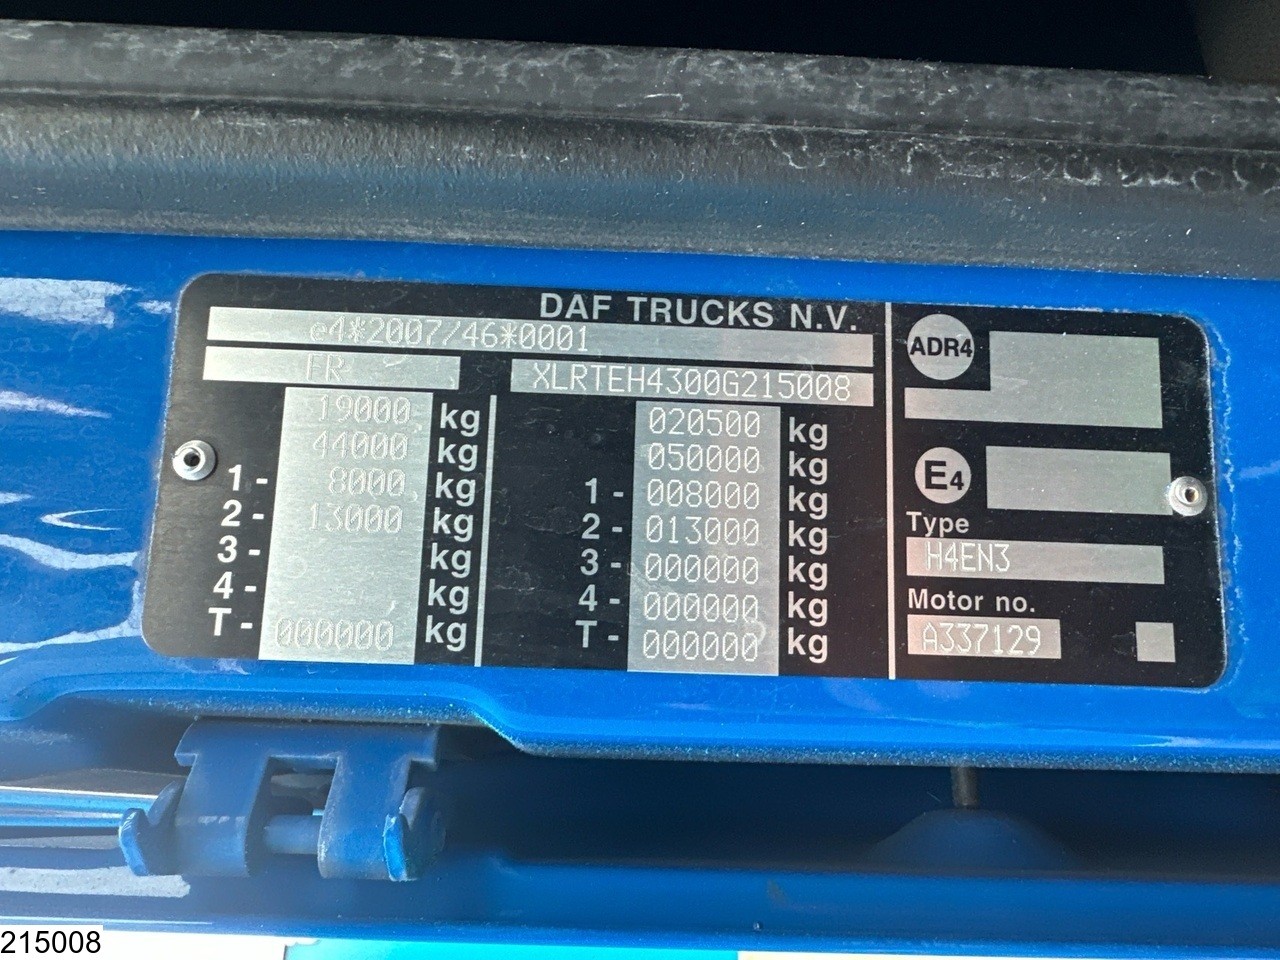 DAF TRUCKS N.V.
e4*2007/46*0001
FR XLRTEH4300G215008
19000 kg 020500 kg
44000 kg 050000 kg
1 - 8000 kg 1 - 008000 kg
2 - 13000 kg 2 - 013000 kg
3 - kg 3 - 000000 kg
4 - kg 4 - 000000 kg
T - 000000 kg T - 000000 kg
ADR4
E4
Type
H4EN3
Motor no.
A337129
215008